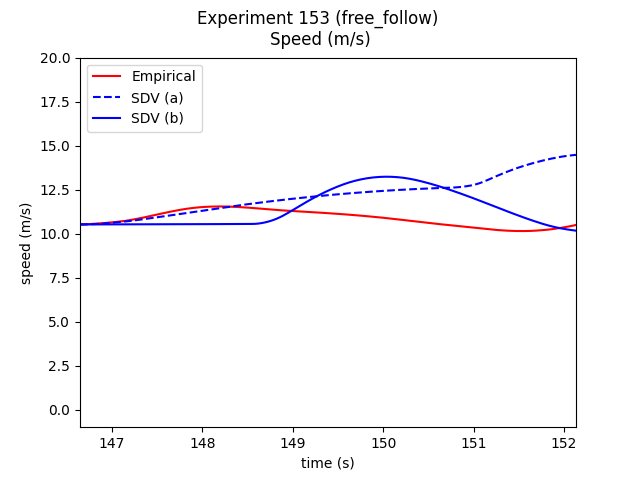 Experiment 153 (free_follow)
Speed (m/s)
20.0
17.5
15.0
12.5
10.0
7.5
5.0
2.5
0.0
speed (m/s)
Empirical
SDV (a)
SDV (b)
147
148
149
150
151
152
time (s)